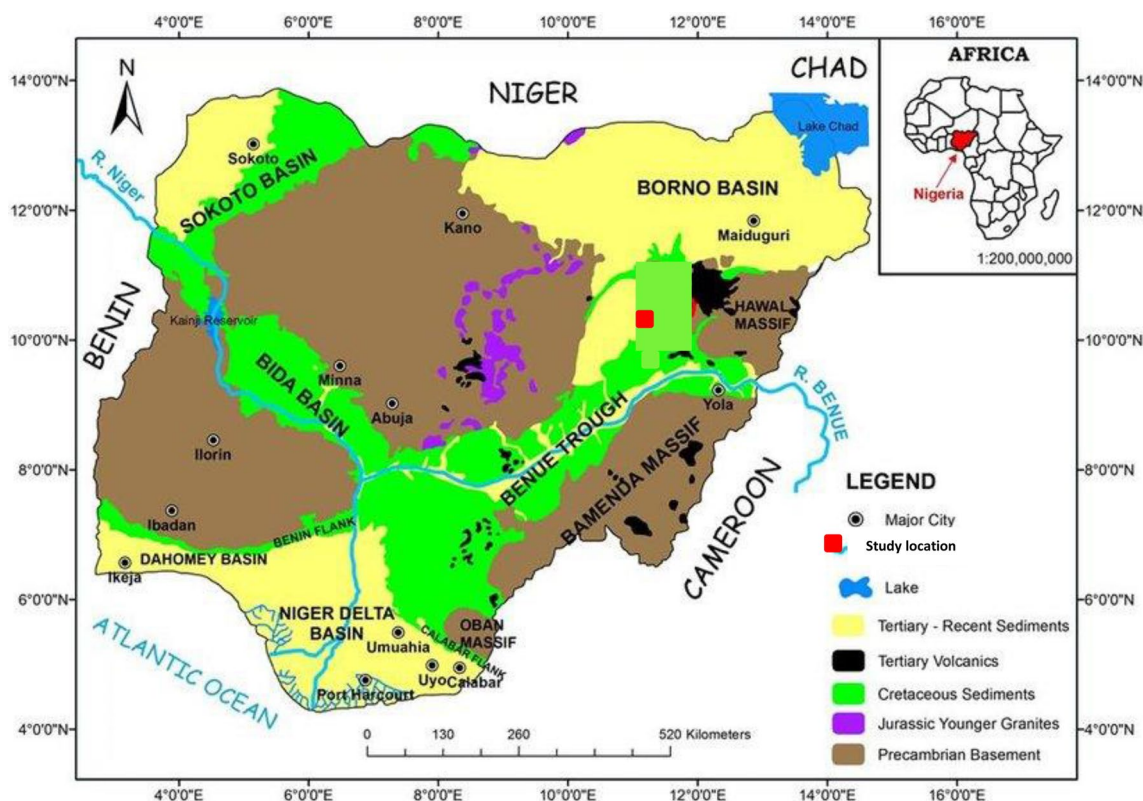 4°0'0"E 6°0'0"E 8°0'0"E 10°0'0"E 12°0'0"E 14°0'0"E 16°0'0"E
14°0'0"N
12°0'0"N
10°0'0"N
8°0'0"N
6°0'0"N
4°0'0"N
N
NIGER
CHAD
Lake Chad
AFRICA
Nigeria
1:200,000,000
14°0'0"N
12°0'0"N
10°0'0"N
8°0'0"N
6°0'0"N
4°0'0"N
R. Niger
Sokoto
SOKOTO BASIN
BORNO BASIN
Kano
Maiduguri
BENIN
Kainji Reservoir
HAWAL
MASSIF
BIDA BASIN
Minna
Abuja
R. BENUE
Yola
BENUE TROUGH
Ilorin
BAMENDA MASSIF
CAMEROON
Ibadan
BENIN FLANK
DAHOMEY BASIN
Ikeja
NIGER DELTA
BASIN
OBAN
MASSIF
Umuahia
CALABAR FLANK
Uyo
Calabar
Port Harcourt
ATLANTIC OCEAN
0 130 260 520 Kilometers
LEGEND
Major City
Study location
Lake
Tertiary - Recent Sediments
Tertiary Volcanics
Cretaceous Sediments
Jurassic Younger Granites
Precambrian Basement
4°0'0"E 6°0'0"E 8°0'0"E 10°0'0"E 12°0'0"E 14°0'0"E 16°0'0"E